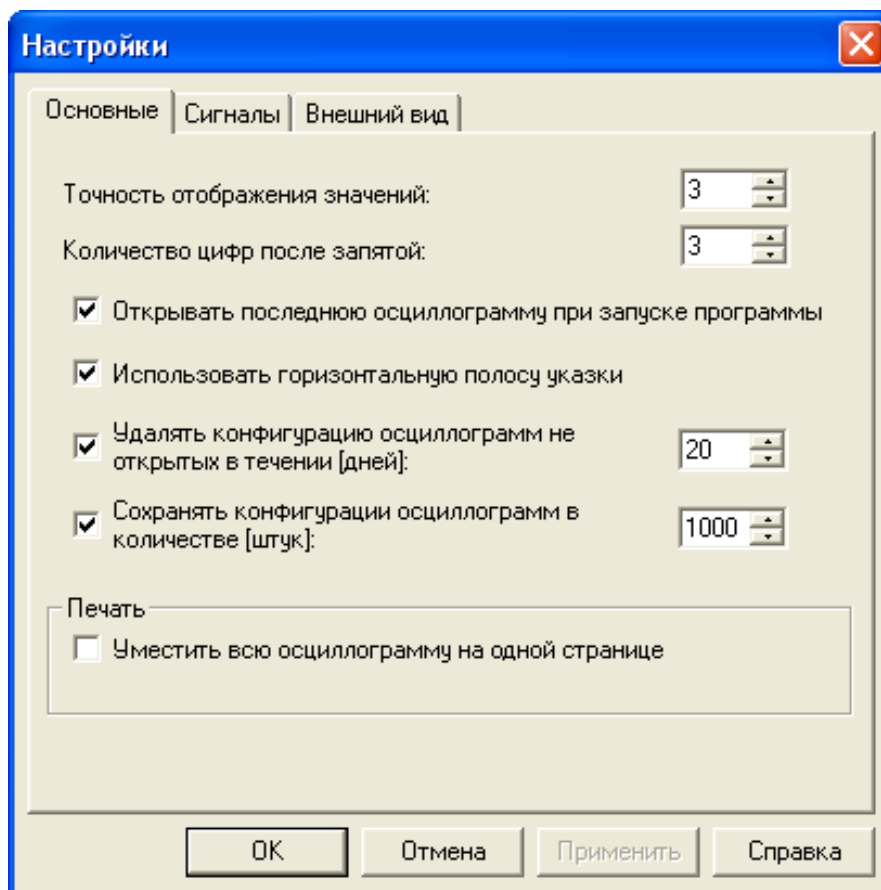 Настройки
Основные Сигналы Внешний вид
Точность отображения значений: 3
Количество цифр после запятой: 3
Открывать последнюю осциллограмму при запуске программы
Использовать горизонтальную полосу указки
Удалять конфигурацию осциллограмм не
открытых в течении [дней]: 20
Сохранять конфигурации осциллограмм в
количестве [штук]: 1000
Печать
Уместить всю осциллограмму на одной странице
OK Отмена Применить Справка